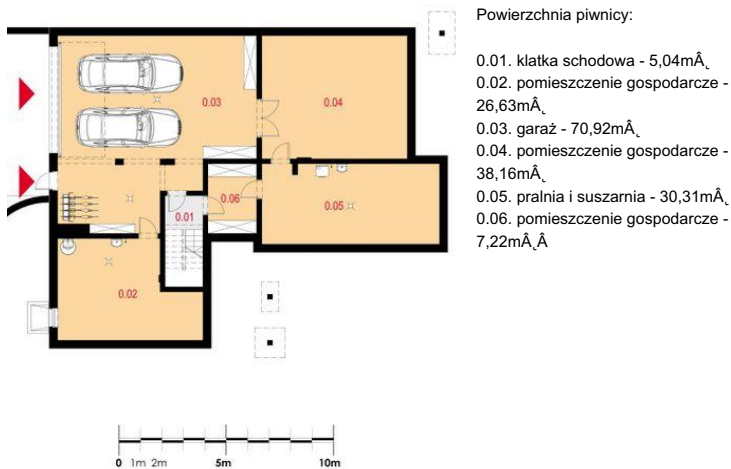 Powierzchnia piwnicy:
0.01. klatka schodowa - 5,04mÂ˛
0.02. pomieszczenie gospodarcze -
26,63mÂ˛
0.03. garaż - 70,92mÂ˛
0.04. pomieszczenie gospodarcze -
38,16mÂ˛
0.05. pralnia i suszarnia - 30,31mÂ˛
0.06. pomieszczenie gospodarcze -
7,22mÂ˛Â
0.03
0.04
0.06
0.01
0.05
0.02
0 1m 2m 5m 10m